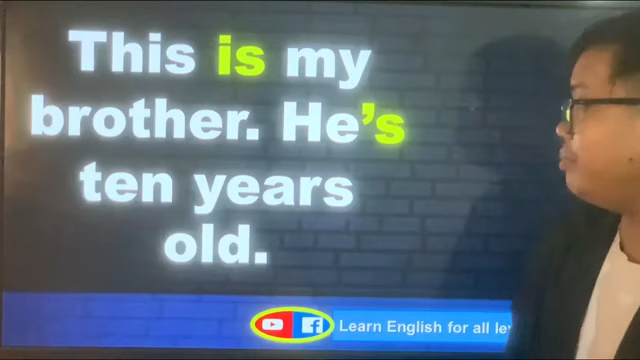 This is my
brother. He's
ten years
old.
Learn English for all